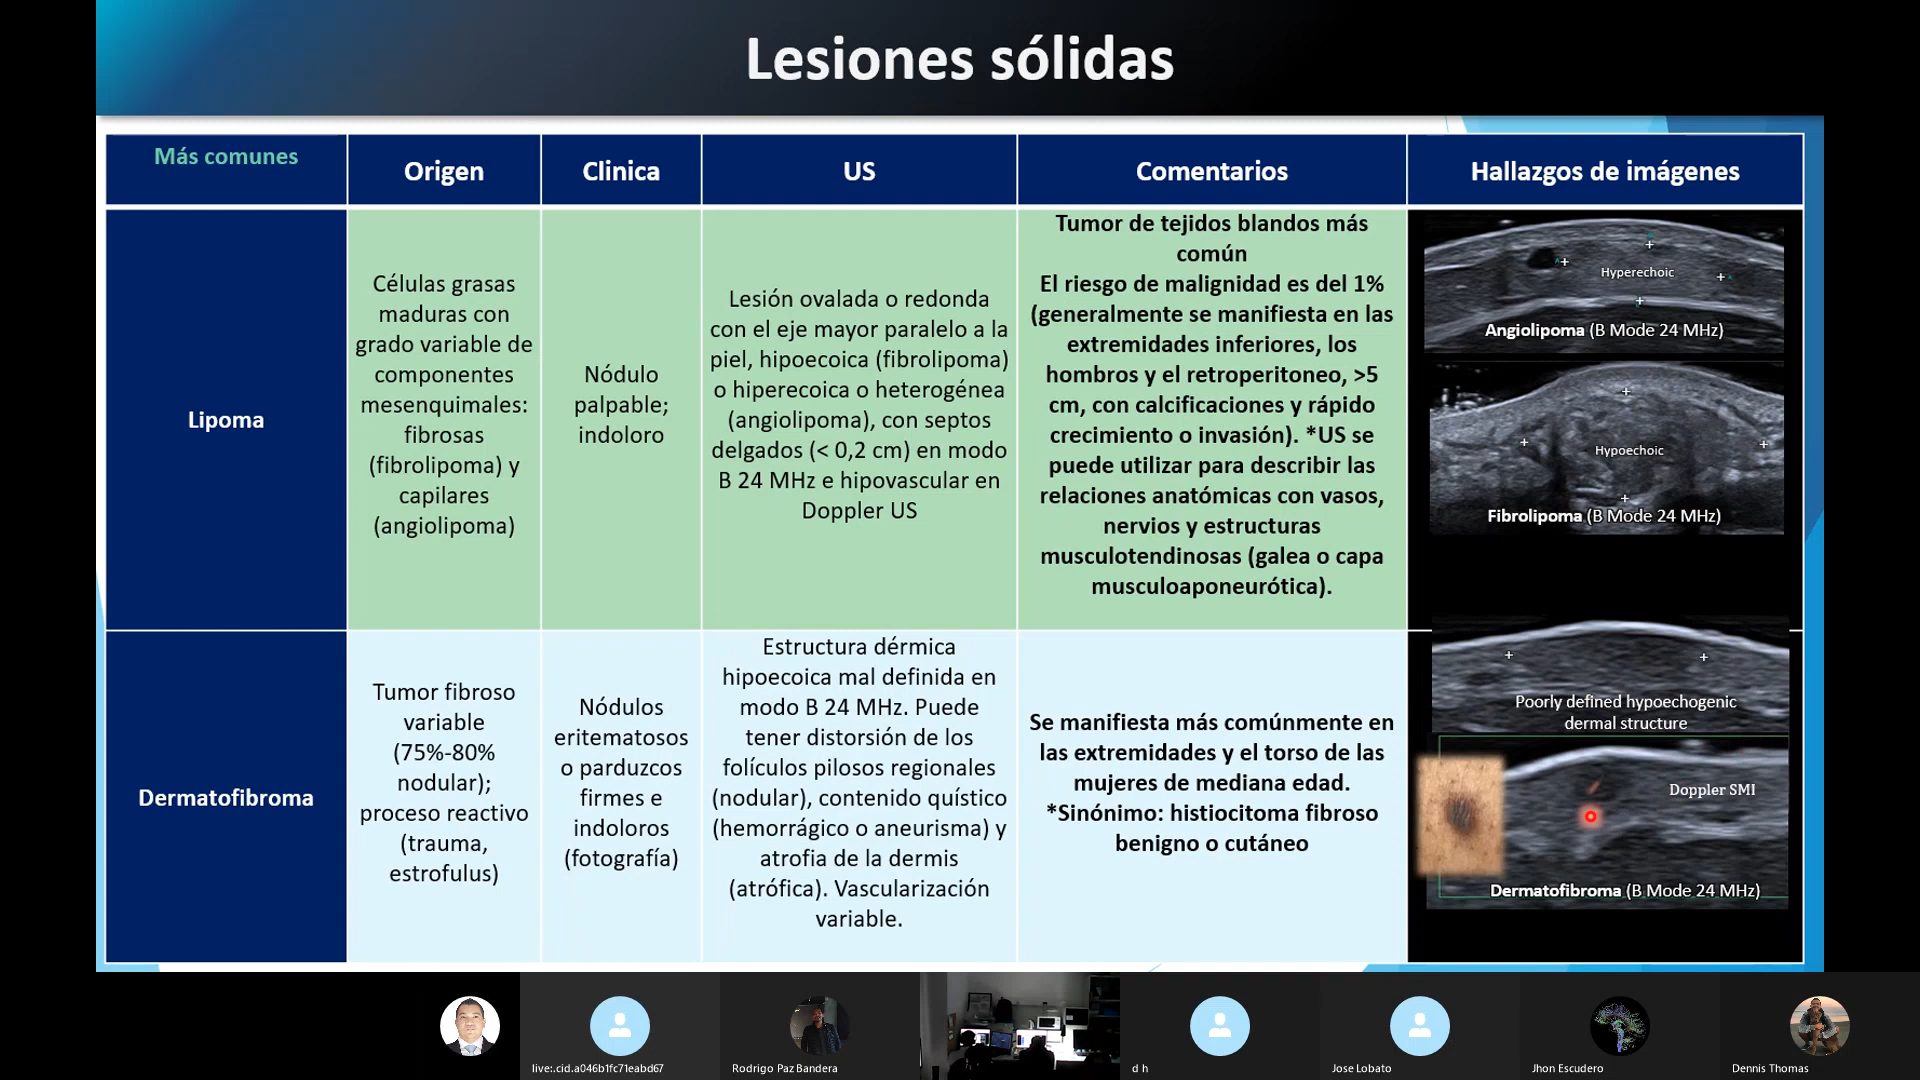 Lesiones sólidas
Más comunes
Origen
Clinica
US
Comentarios
Hallazgos de imágenes
Lipoma
Células grasas
maduras con
grado variable de
componentes
mesenquimales:
fibrosas
(fibrolipoma) y
capilares
(angiolipoma)
Nódulo
palpable;
indoloro
Lesión ovalada o redonda
con el eje mayor paralelo a la
piel, hipoecoica (fibrolipoma)
o hiperecoica o heterogénea
(angiolipoma), con septos
delgados (< 0,2 cm) en modo
B 24 MHz e hipovascular en
Doppler US
Tumor de tejidos blandos más
común
El riesgo de malignidad es del 1%
(generalmente se manifiesta en las
extremidades inferiores, los
hombros y el retroperitoneo, >5
cm, con calcificaciones y rápido
crecimiento o invasión). *US se
puede utilizar para describir las
relaciones anatómicas con vasos,
nervios y estructuras
musculotendinosas (galea o capa
musculoaponeurótica).
Hyperechoic
Angiolipoma (B Mode 24 MHz)
Hypoechoic
Fibrolipoma (B Mode 24 MHz)
Dermatofibroma
Tumor fibroso
variable
(75%-80%
nodular);
proceso reactivo
(trauma,
estrofulus)
Nódulos
eritematosos
o parduzcos
firmes e
indoloros
(fotografía)
Estructura dérmica
hipoecoica mal definida en
modo B 24 MHz. Puede
tener distorsión de los
folículos pilosos regionales
(nodular), contenido quístico
(hemorrágico o aneurisma) y
atrofia de la dermis
(atrófica). Vascularización
variable.
Se manifiesta más comúnmente en
las extremidades y el torso de las
mujeres de mediana edad.
*Sinónimo: histiocitoma fibroso
benigno o cutáneo
Poorly defined hypoechogenic
dermal structure
Doppler SMI
Dermatofibroma (B Mode 24 MHz)
live:.cid.a046b1fc71eabd67
Rodrigo Paz Bandera
d h
Jose Lobato
Jhon Escudero
Dennis Thomas